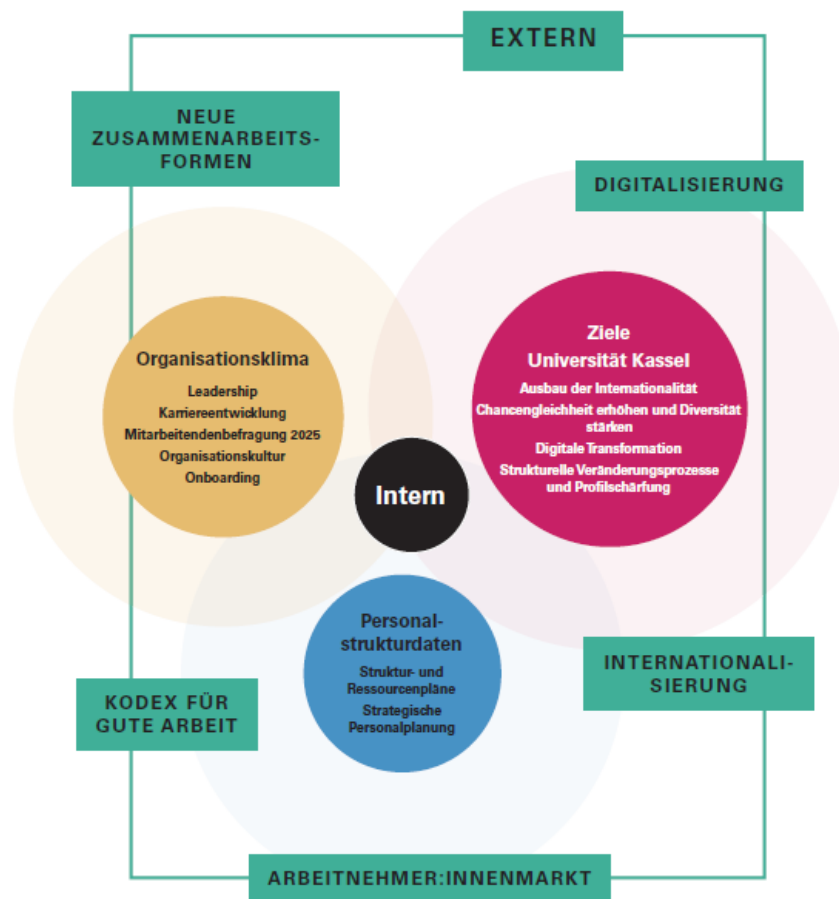 EXTERN
NEUE
ZUSAMMENARBEITS-
FORMEN
DIGITALISIERUNG
Organisationsklima
Leadership
Karriereentwicklung
Mitarbeitendenbefragung 2025
Organisationskultur
Onboarding
Ziele
Universität Kassel
Ausbau der Internationalität
Chancengleichheit erhöhen und Diversität
stärken
Digitale Transformation
Strukturelle Veränderungsprozesse
und Profilschärfung
Intern
Personal-
strukturdaten
Struktur- und
Ressourcenpläne
Strategische
Personalplanung
INTERNATIONALI-
SIERUNG
KODEX FÜR
GUTE ARBEIT
ARBEITNEHMER:INNENMARKT